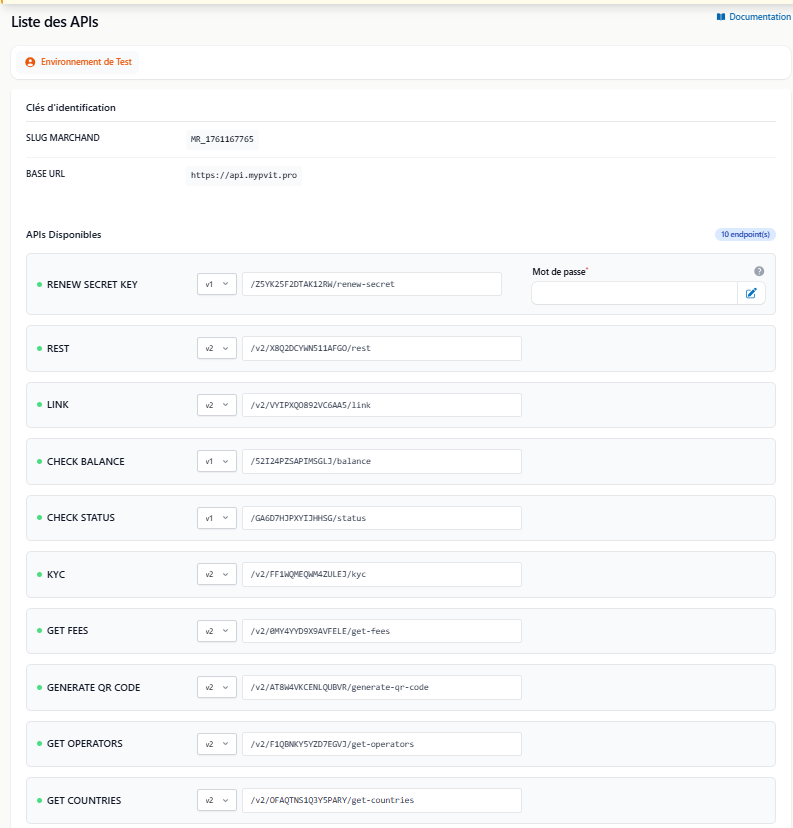 Liste des APIs
Documentation
Environnement de Test
Clés d'identification
SLUG MARCHAND MR_1761167765
BASE URL https://api.mypvit.pro
APIs Disponibles 10 endpoint(s)
Mot de passe*
RENEW SECRET KEY v1 /Z5YK25F2DTAK12RW/renew-secret
REST v2 /v2/X8Q2DCYWN511AFGO/rest
LINK v2 /v2/VYIPXQO892VC6AA5/link
CHECK BALANCE v1 /52I24PZSAPIMSGLJ/balance
CHECK STATUS v1 /GA6D7HJPXYIJHHSG/status
KYC v2 /v2/FF1WQMEQWM4ZULEJ/kyc
GET FEES v2 /v2/0MY4YYD9X9AVFELE/get-fees
GENERATE QR CODE v2 /v2/AT8W4VKCENLQUBVR/generate-qr-code
GET OPERATORS v2 /v2/F1QBNKY5YZD7EGVJ/get-operators
GET COUNTRIES v2 /v2/OFAQTNS1Q3Y5PARY/get-countries